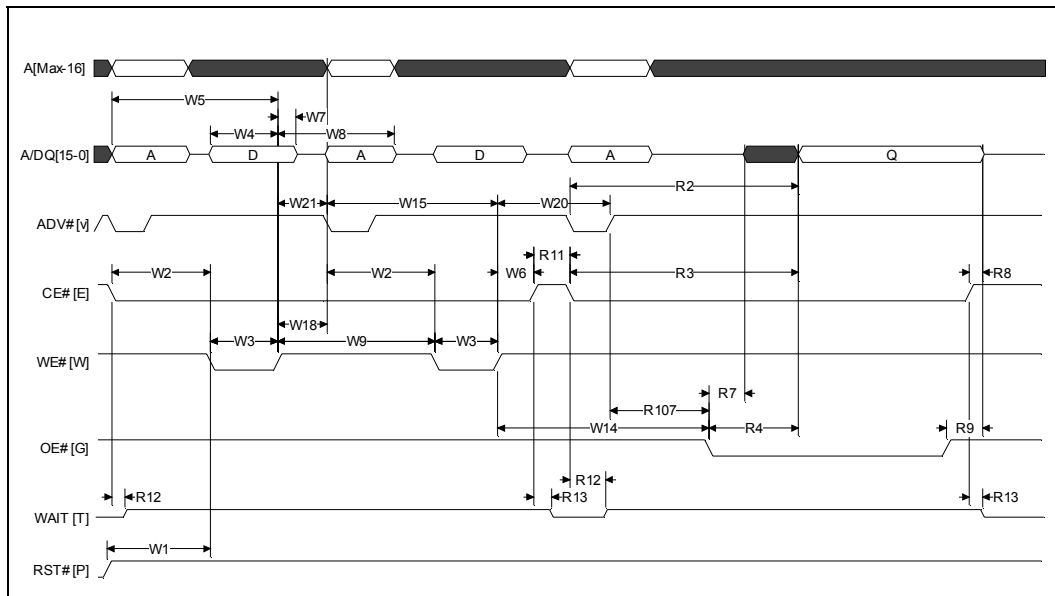 A[Max-16]
W5
W7
W4
W8
A/DQ[15-0]
A
D
A
D
A
Q
R2
W21
W15
W20
ADV# [v]
W2
W2
W6
R11
R3
R8
CE# [E]
W18
W3
W9
W3
WE# [W]
R7
R107
W14
R4
R9
OE# [G]
R12
R12
R13
R13
WAIT [T]
W1
RST# [P]